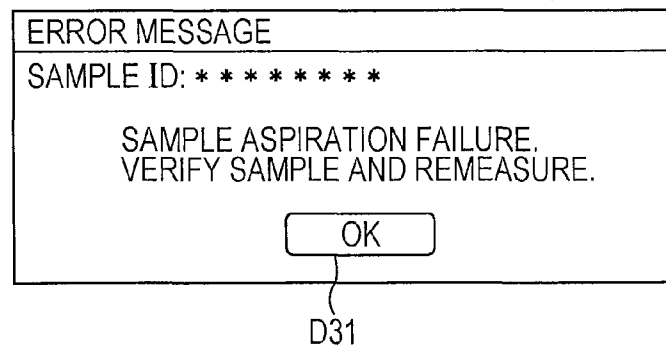 ERROR MESSAGE
SAMPLE ID: * * * * * * * *
SAMPLE ASPIRATION FAILURE.
VERIFY SAMPLE AND REMEASURE.
OK
D31